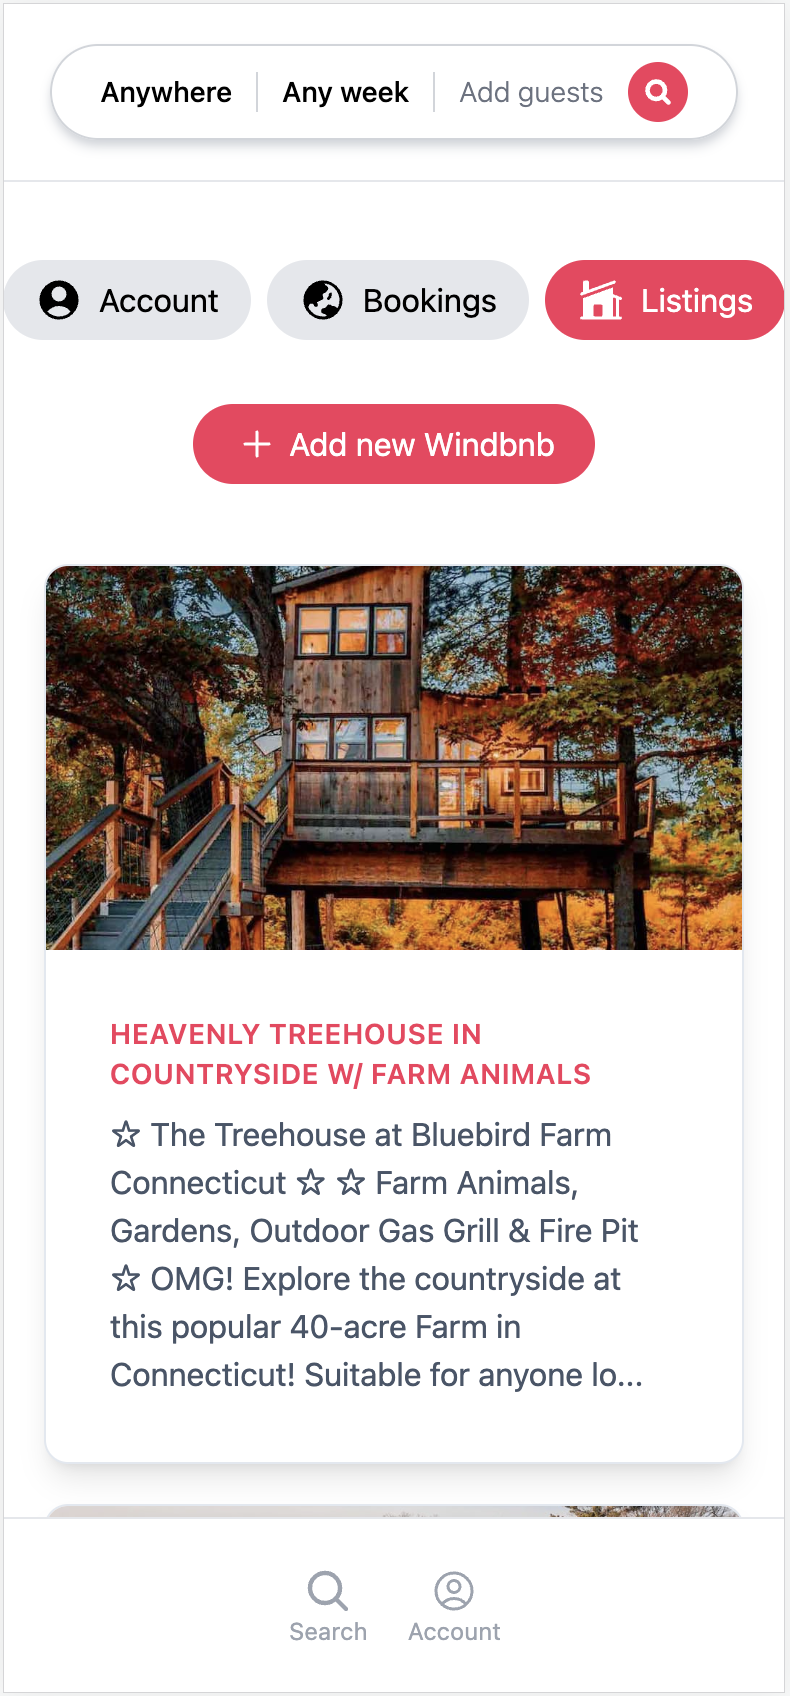 Anywhere Any week Add guests
Account Bookings Listings
Add new Windbnb
HEAVENLY TREEHOUSE IN
COUNTRYSIDE W/ FARM ANIMALS
☆ The Treehouse at Bluebird Farm
Connecticut ☆ ☆ Farm Animals,
Gardens, Outdoor Gas Grill & Fire Pit
☆ OMG! Explore the countryside at
this popular 40-acre Farm in
Connecticut! Suitable for anyone lo...
Search Account